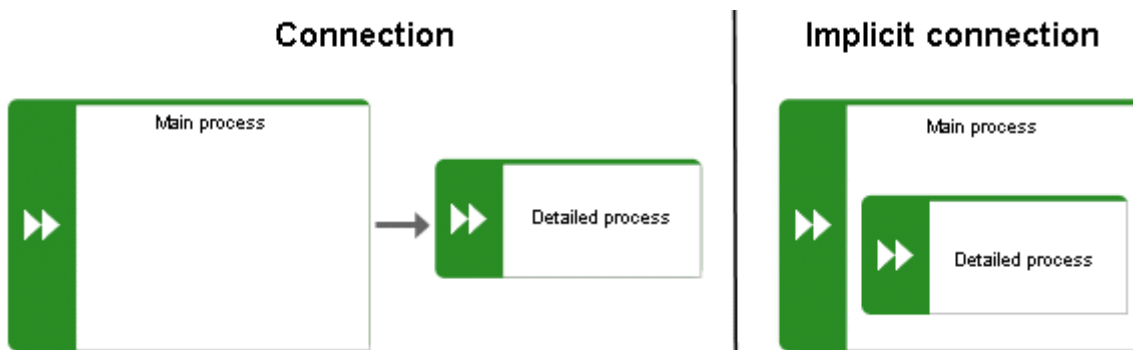 Connection
Main process
Detailed process
Implicit connection
Main process
Detailed process